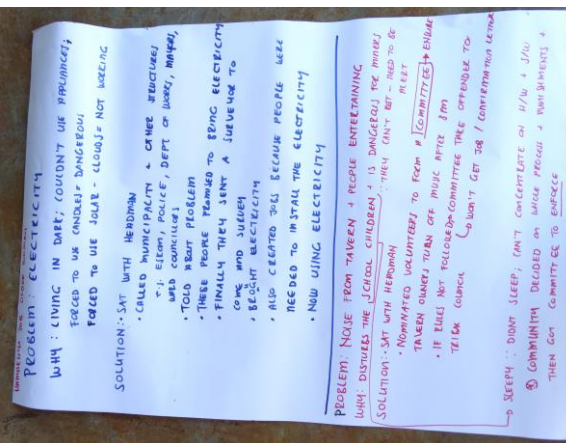 PROBLEM: ELECTRICITY
WHY: LIVING IN DARK; COULDN'T USE APPLIANCES;
FORCED TO USE CANDLES = DANGEROUS
FORCED TO USE SOLAR - CLOUDS = NOT WORKING
SOLUTION: • SAT WITH HEADMAN
• CALLED MUNICIPALITY + OTHER STRUCTURES
e.g. ESKOM, POLICE, DEPT OF WORKS, MAYORS,
WARD COUNCILLORS
• TOLD ABOUT PROBLEM
• THESE PEOPLE PROMISED TO BRING ELECTRICITY
• FINALLY THEY SENT A SURVEYOR TO
COME AND SURVEY
• BROUGHT ELECTRICITY
• ALSO CREATED JOBS BECAUSE PEOPLE WERE
NEEDED TO INSTALL THE ELECTRICITY
• NOW USING ELECTRICITY
PROBLEM: NOISE FROM TAVERN + PEOPLE ENTERTAINING
WHY: DISTURBS THE SCHOOL CHILDREN + IS DANGEROUS FOR MINERS
∴ THEY CAN'T REST - NEED TO BE
ALERT
SOLUTION: • SAT WITH HEADMAN
• NOMINATED VOLUNTEERS TO FORM A COMMITTEE → ENSURE
TAVERN OWNERS TURN OFF MUSIC AFTER 8PM
• IF RULES NOT FOLLOWED → COMMITTEE TAKE OFFENDER TO
TRIBAL COUNCIL
WON'T GET JOB / CONFIRMATION LETTER
SLEEPY ∴ DIDN'T SLEEP; CAN'T CONCENTRATE ON H/W + S/W
COMMUNITY DECIDED ON WHOLE PROCESS + PUNISHMENTS +
THEN GOT COMMITTEE TO ENFORCE